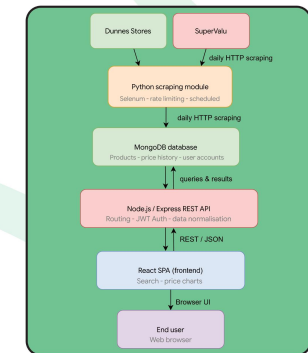 Dunnes Stores
SuperValu
daily HTTP scraping
Python scraping module
Selenium - rate limiting - scheduled
daily HTTP scraping
MongoDB database
Products - price history - user accounts
queries & results
Node.js / Express REST API
Routing - JWT Auth - data normalisation
REST / JSON
React SPA (frontend)
Search - price charts
Browser UI
End user
Web browser